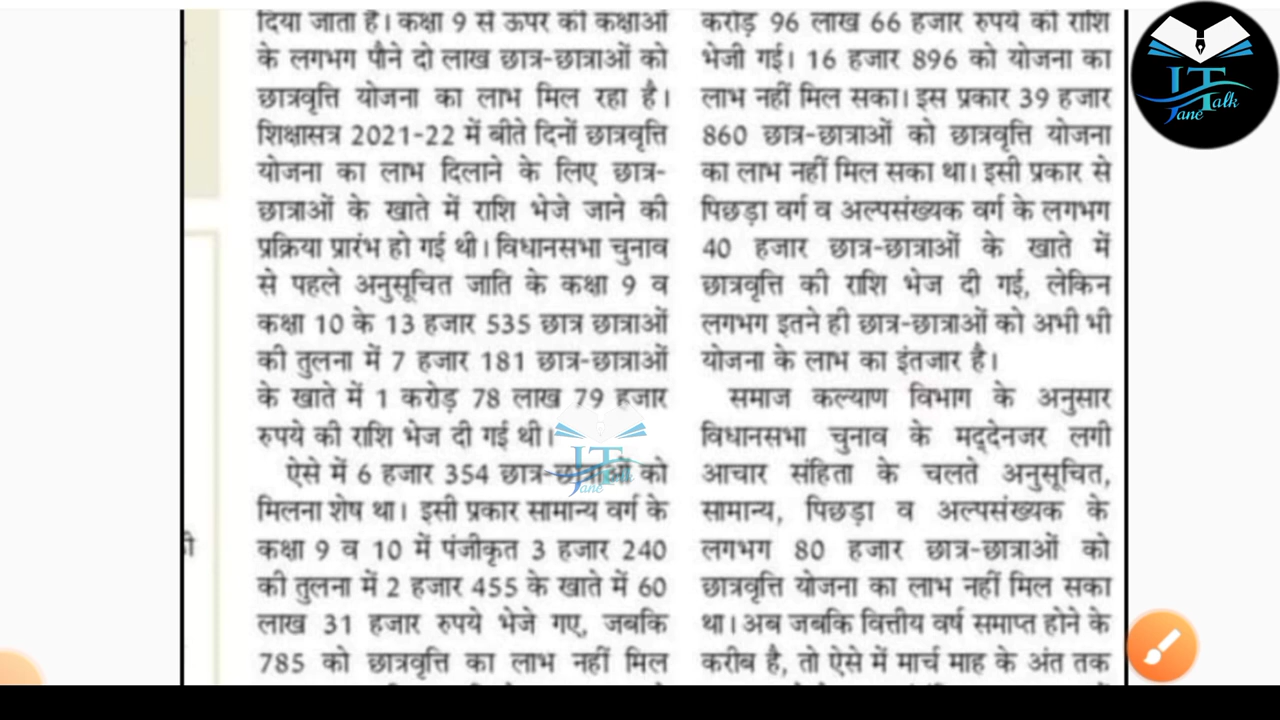 दिया जाता है। कक्षा 9 से ऊपर की कक्षाओं
के लगभग पौने दो लाख छात्र-छात्राओं को
छात्रवृत्ति योजना का लाभ मिल रहा है।
शिक्षासत्र 2021-22 में बीते दिनों छात्रवृत्ति
योजना का लाभ दिलाने के लिए छात्र-
छात्राओं के खाते में राशि भेजे जाने की
प्रक्रिया प्रारंभ हो गई थी। विधानसभा चुनाव
से पहले अनुसूचित जाति के कक्षा 9 व
कक्षा 10 के 13 हजार 535 छात्र छात्राओं
की तुलना में 7 हजार 181 छात्र-छात्राओं
के खाते में 1 करोड़ 78 लाख 79 हजार
रुपये की राशि भेज दी गई थी।
ऐसे में 6 हजार 354 छात्र-छात्राओं को
मिलना शेष था। इसी प्रकार सामान्य वर्ग के
कक्षा 9 व 10 में पंजीकृत 3 हजार 240
की तुलना में 2 हजार 455 के खाते में 60
लाख 31 हजार रुपये भेजे गए, जबकि
785 को छात्रवृत्ति का लाभ नहीं मिल
करोड़ 96 लाख 66 हजार रुपये की राशि
भेजी गई। 16 हजार 896 को योजना का
लाभ नहीं मिल सका। इस प्रकार 39 हजार
860 छात्र-छात्राओं को छात्रवृत्ति योजना
का लाभ नहीं मिल सका था। इसी प्रकार से
पिछड़ा वर्ग व अल्पसंख्यक वर्ग के लगभग
40 हजार छात्र-छात्राओं के खाते में
छात्रवृत्ति की राशि भेज दी गई, लेकिन
लगभग इतने ही छात्र-छात्राओं को अभी भी
योजना के लाभ का इंतजार है।
समाज कल्याण विभाग के अनुसार
विधानसभा चुनाव के मद्देनजर लगी
आचार संहिता के चलते अनुसूचित,
सामान्य, पिछड़ा व अल्पसंख्यक के
लगभग 80 हजार छात्र-छात्राओं को
छात्रवृत्ति योजना का लाभ नहीं मिल सका
था। अब जबकि वित्तीय वर्ष समाप्त होने के
करीब है, तो ऐसे में मार्च माह के अंत तक
Jane Talk
Jane Talk